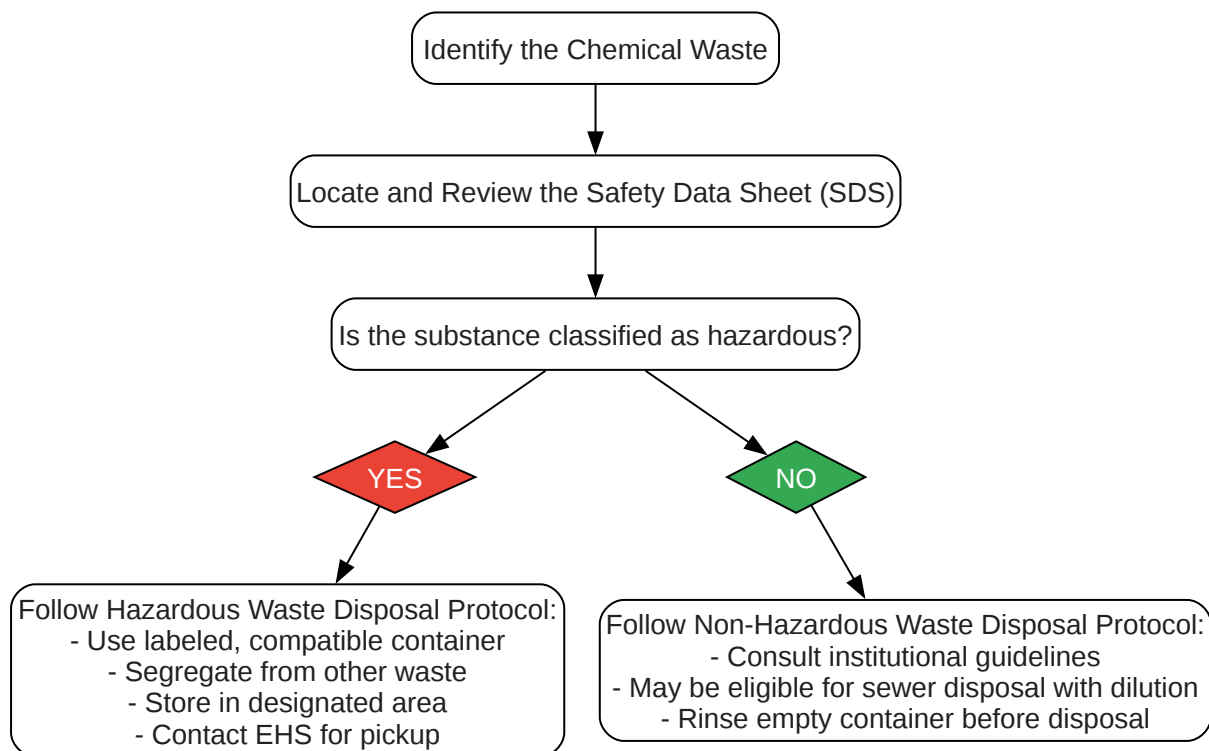 Identify the Chemical Waste
Locate and Review the Safety Data Sheet (SDS)
Is the substance classified as hazardous?
YES
NO
Follow Hazardous Waste Disposal Protocol:
- Use labeled, compatible container
- Segregate from other waste
- Store in designated area
- Contact EHS for pickup
Follow Non-Hazardous Waste Disposal Protocol:
- Consult institutional guidelines
- May be eligible for sewer disposal with dilution
- Rinse empty container before disposal